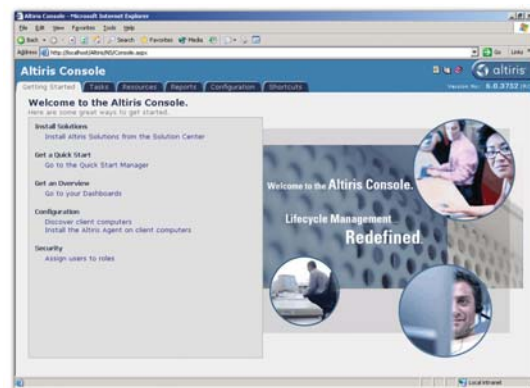 Altiris Console - Microsoft Internet Explorer
File Edit View Favorites Tools Help
Back Search Favorites Media
Address http://localhost/Altiris/NS/Console.aspx Go Links
Altiris Console
altiris
Getting Started Tasks Resources Reports Configuration Shortcuts
Version No: 6.0.3732
Welcome to the Altiris Console.
Here are some great ways to get started.
Install Solutions
Install Altiris Solutions from the Solution Center
Get a Quick Start
Go to the Quick Start Manager
Get an Overview
Go to your Dashboards
Configuration
Discover client computers
Install the Altiris Agent on client computers
Security
Assign users to roles
Welcome to the Altiris Console.
Lifecycle Management...
Redefined.
Local intranet